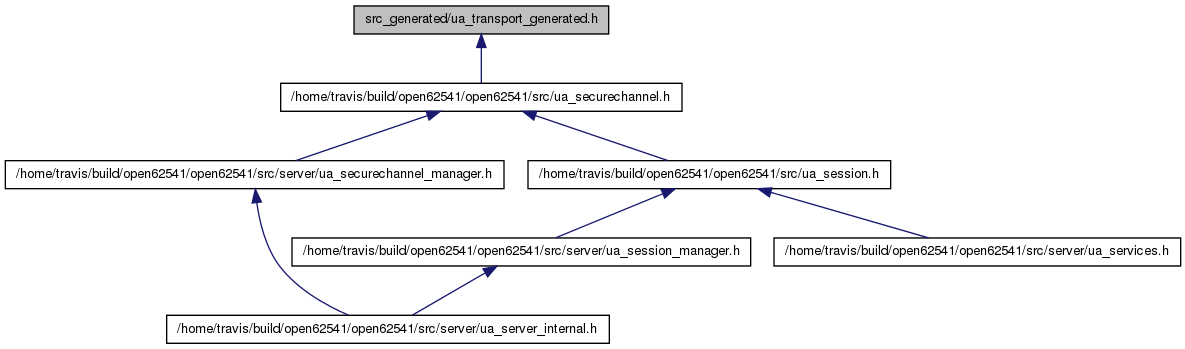 src_generated/ua_transport_generated.h
/home/travis/build/open62541/open62541/src/ua_securechannel.h
/home/travis/build/open62541/open62541/src/server/ua_securechannel_manager.h
/home/travis/build/open62541/open62541/src/ua_session.h
/home/travis/build/open62541/open62541/src/server/ua_session_manager.h
/home/travis/build/open62541/open62541/src/server/ua_services.h
/home/travis/build/open62541/open62541/src/server/ua_server_internal.h